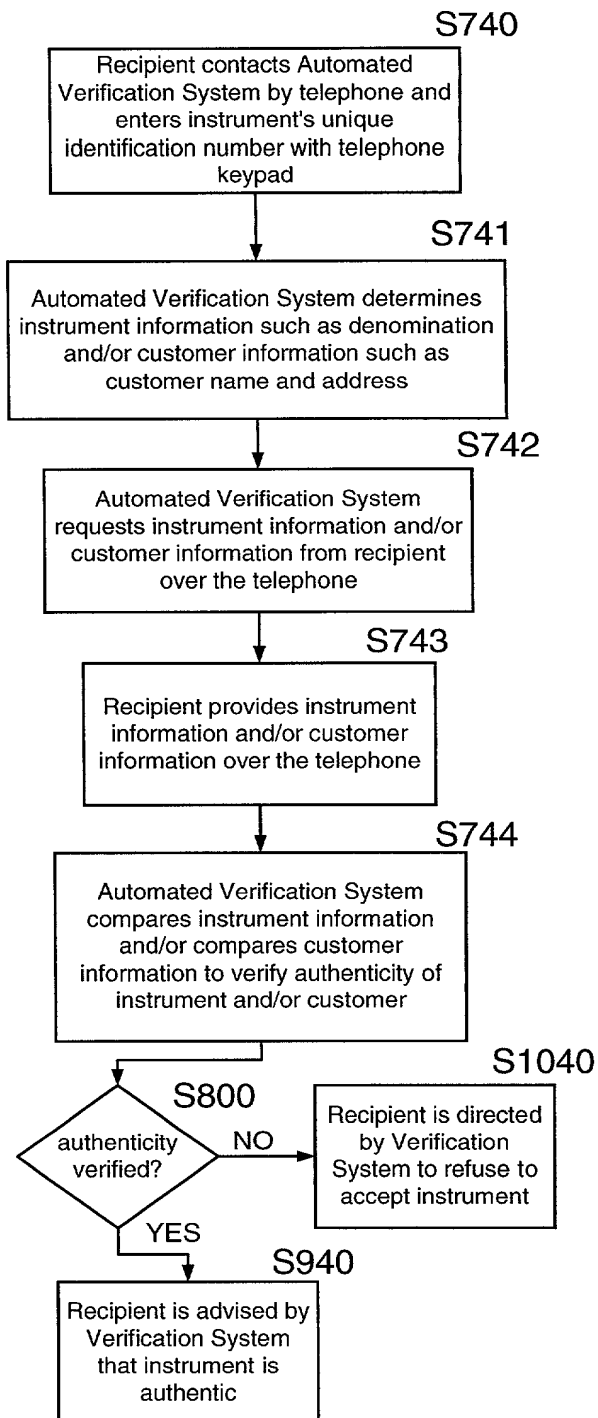 S740
Recipient contacts Automated
Verification System by telephone and
enters instrument's unique
identification number with telephone
keypad
S741
Automated Verification System determines
instrument information such as denomination
and/or customer information such as
customer name and address
S742
Automated Verification System
requests instrument information and/or
customer information from recipient
over the telephone
S743
Recipient provides instrument
information and/or customer
information over the telephone
S744
Automated Verification System
compares instrument information
and/or compares customer
information to verify authenticity of
instrument and/or customer
S800
authenticity
verified?
NO
S1040
Recipient is directed
by Verification
System to refuse to
accept instrument
YES
S940
Recipient is advised by
Verification System
that instrument is
authentic